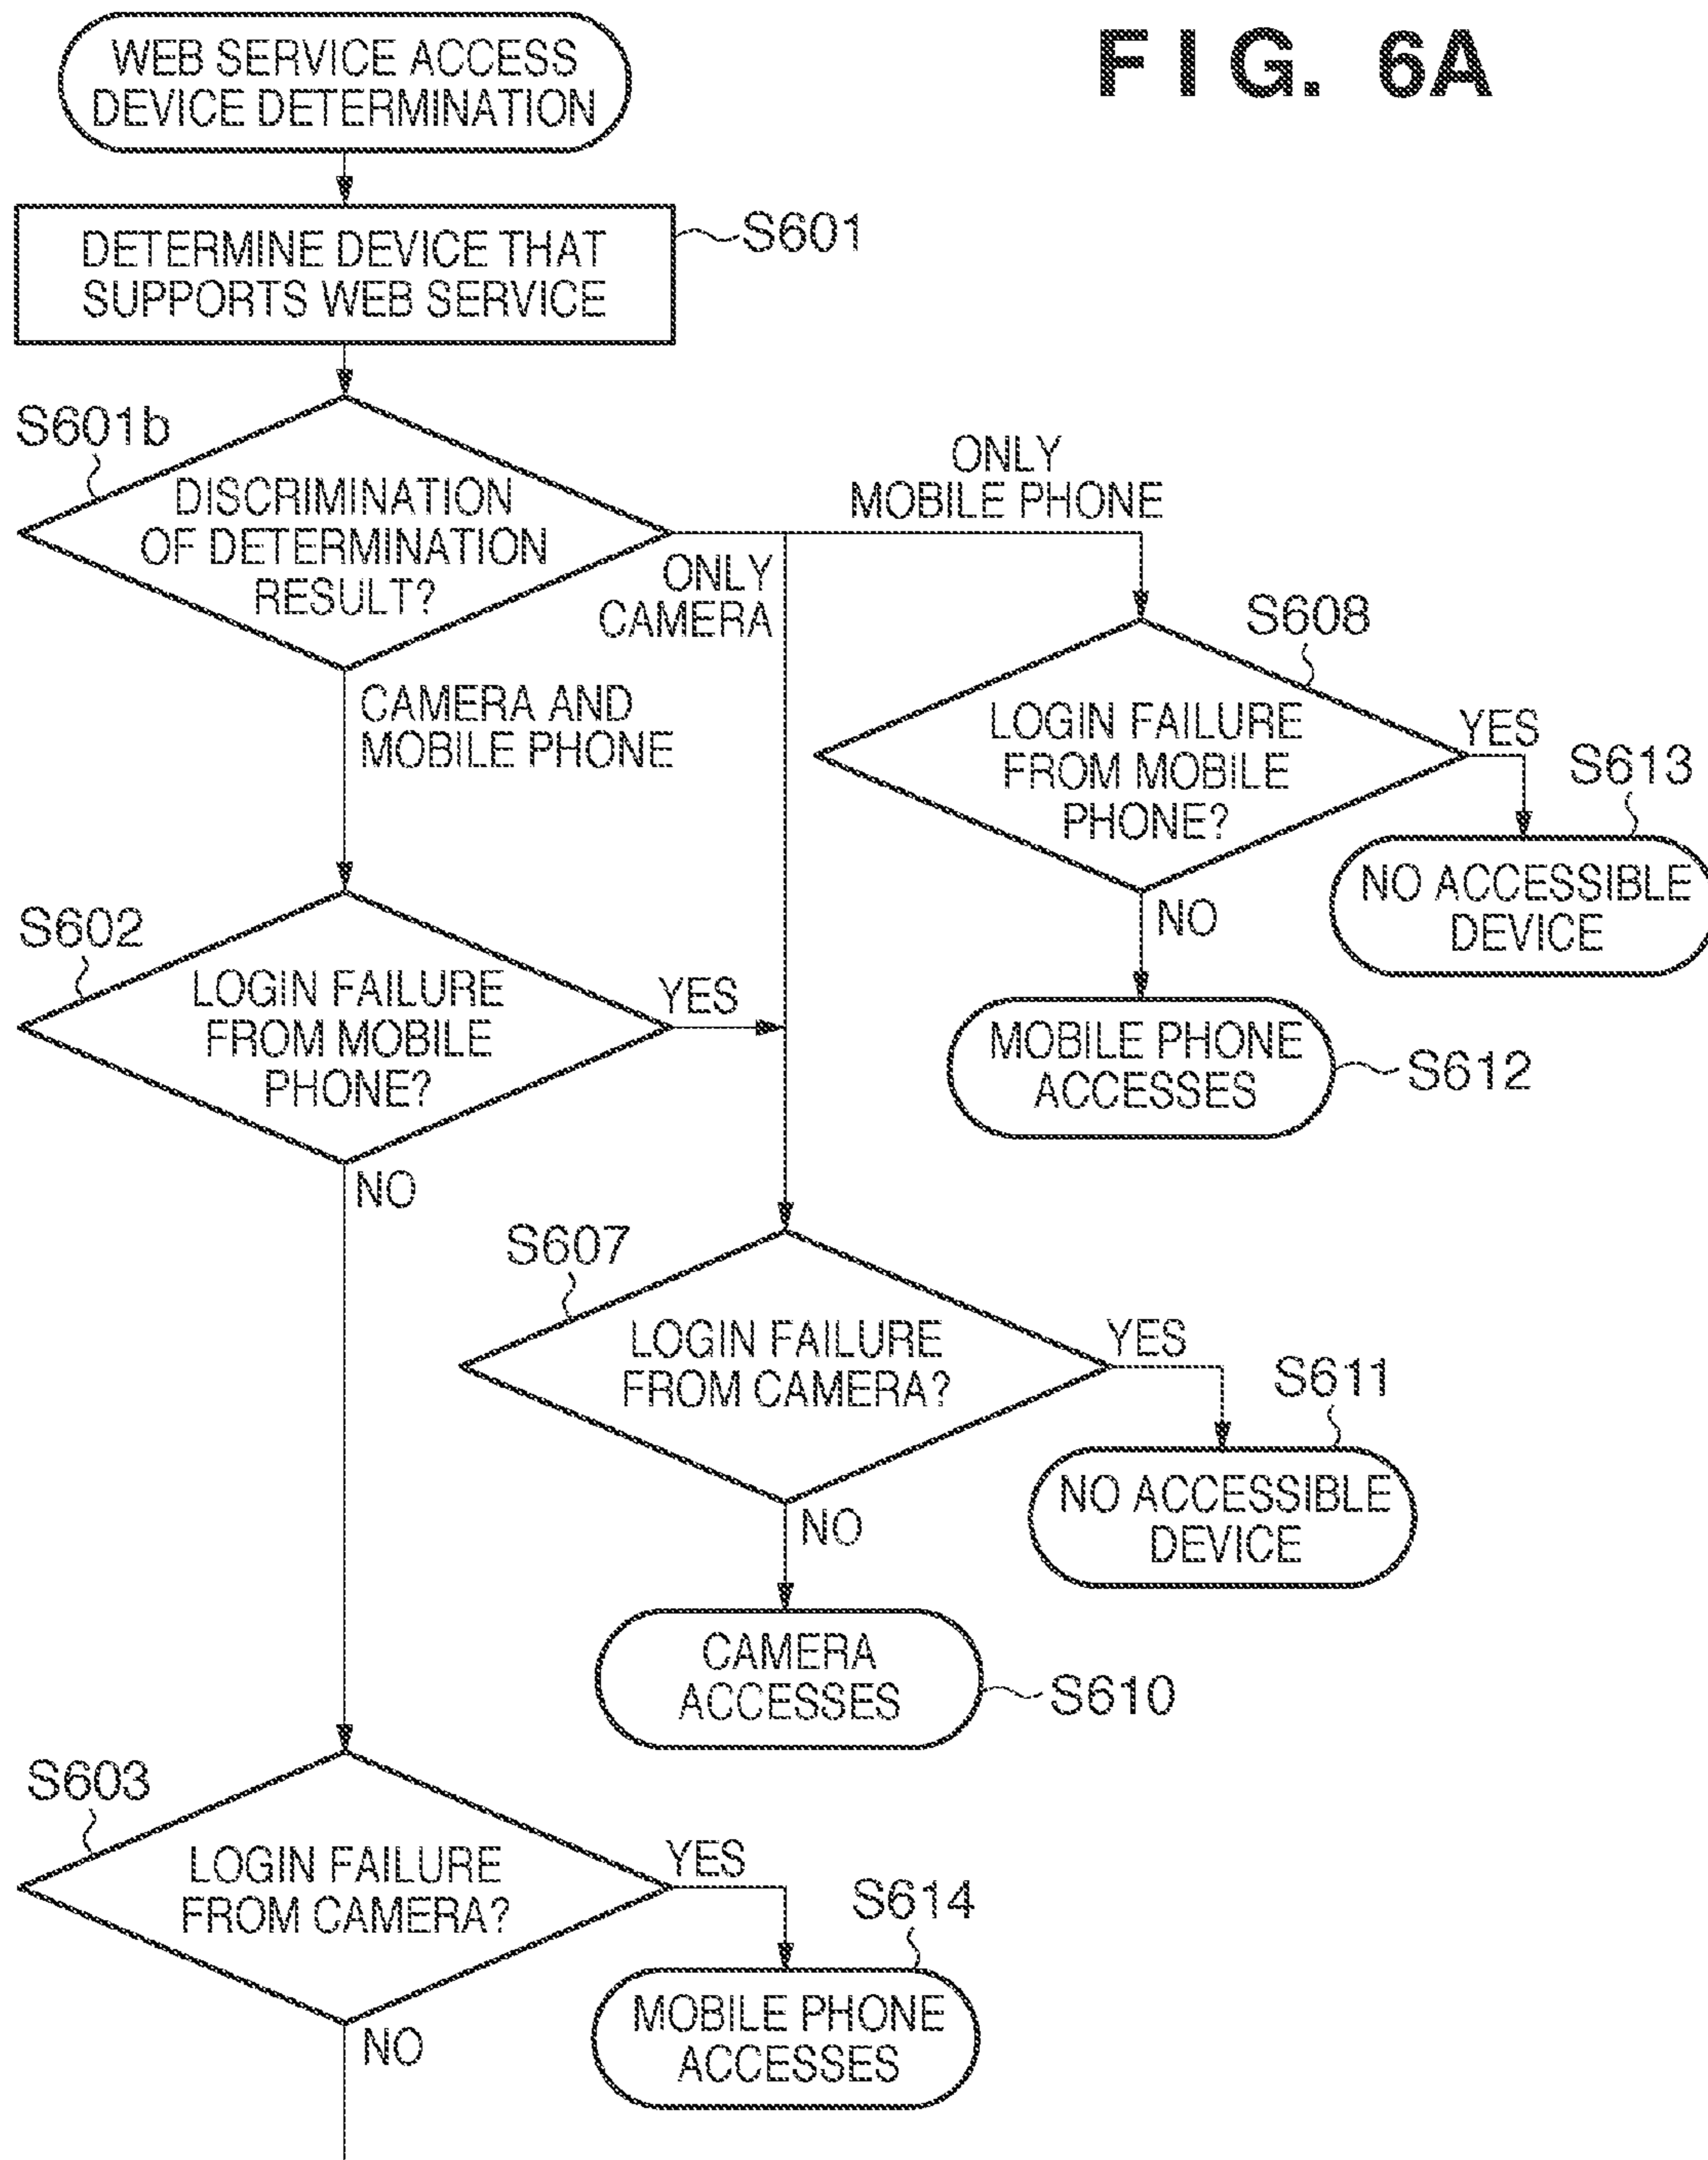 F I G. 6A
WEB SERVICE ACCESS
DEVICE DETERMINATION
DETERMINE DEVICE THAT
SUPPORTS WEB SERVICE
S601
S601b
DISCRIMINATION
OF DETERMINATION
RESULT?
ONLY
MOBILE PHONE
ONLY
CAMERA
CAMERA AND
MOBILE PHONE
S608
LOGIN FAILURE
FROM MOBILE
PHONE?
YES
S613
NO ACCESSIBLE
DEVICE
NO
MOBILE PHONE
ACCESSES
S612
S602
LOGIN FAILURE
FROM MOBILE
PHONE?
YES
NO
S607
LOGIN FAILURE
FROM CAMERA?
YES
S611
NO ACCESSIBLE
DEVICE
NO
CAMERA
ACCESSES
S610
S603
LOGIN FAILURE
FROM CAMERA?
YES
S614
MOBILE PHONE
ACCESSES
NO